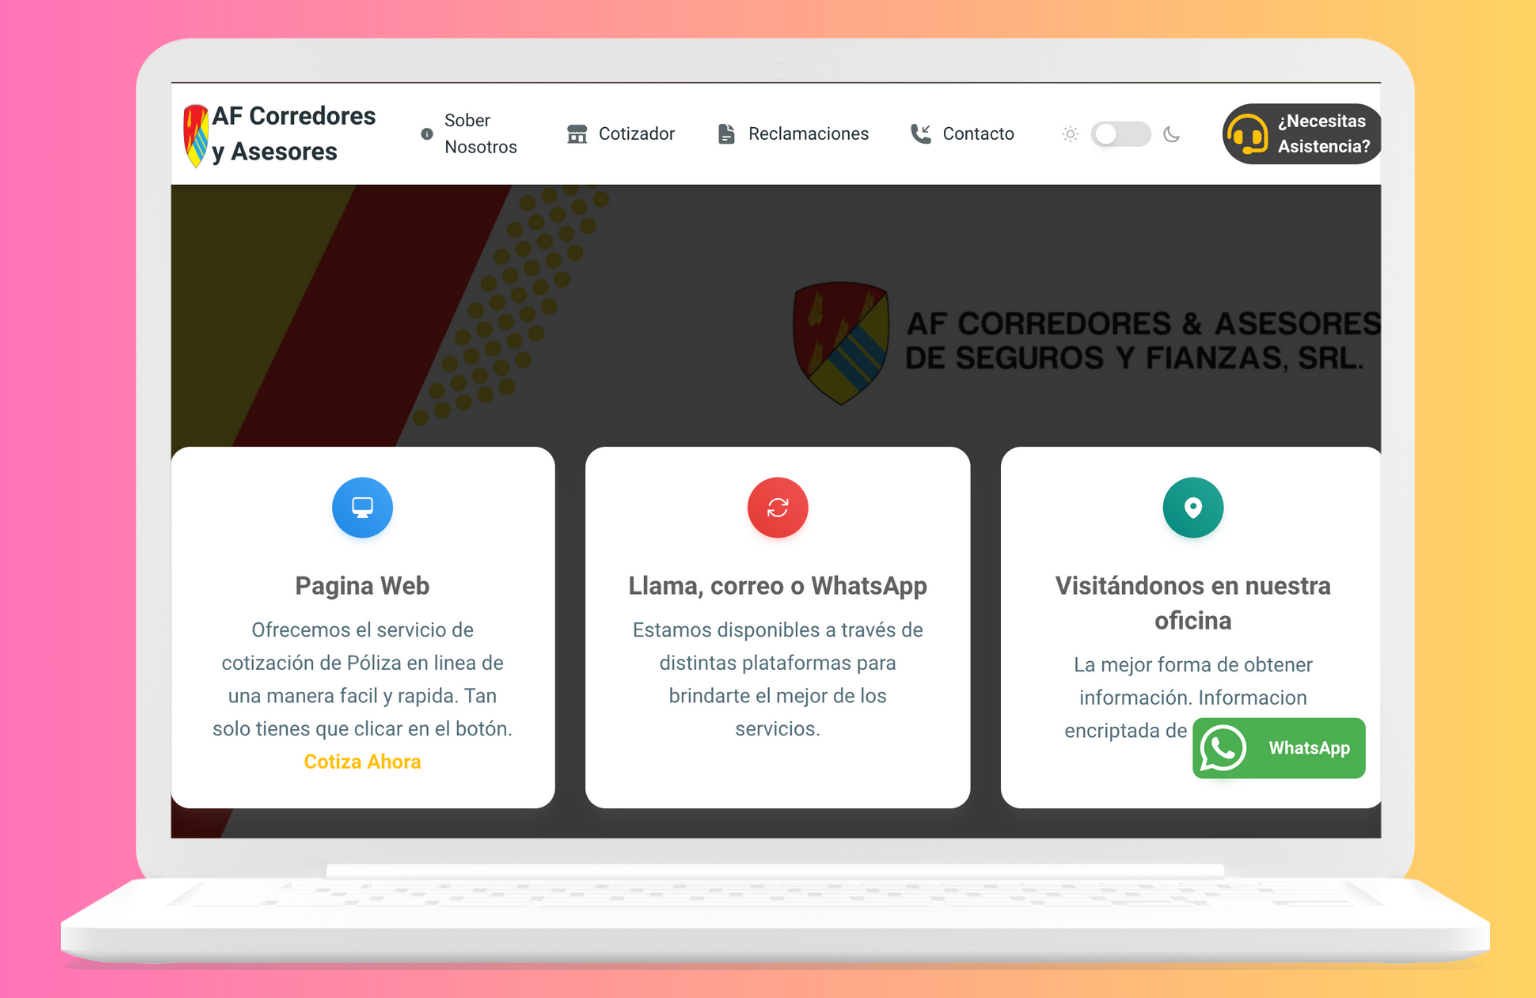 AF Corredores
y Asesores
Sober
Nosotros
Cotizador
Reclamaciones
Contacto
¿Necesitas
Asistencia?
AF CORREDORES & ASESORES
DE SEGUROS Y FIANZAS, SRL.
Pagina Web
Ofrecemos el servicio de
cotización de Póliza en linea de
una manera facil y rapida. Tan
solo tienes que clicar en el botón.
Cotiza Ahora
Llama, correo o WhatsApp
Estamos disponibles a través de
distintas plataformas para
brindarte el mejor de los
servicios.
Visitándonos en nuestra
oficina
La mejor forma de obtener
información. Informacion
encriptada de
WhatsApp